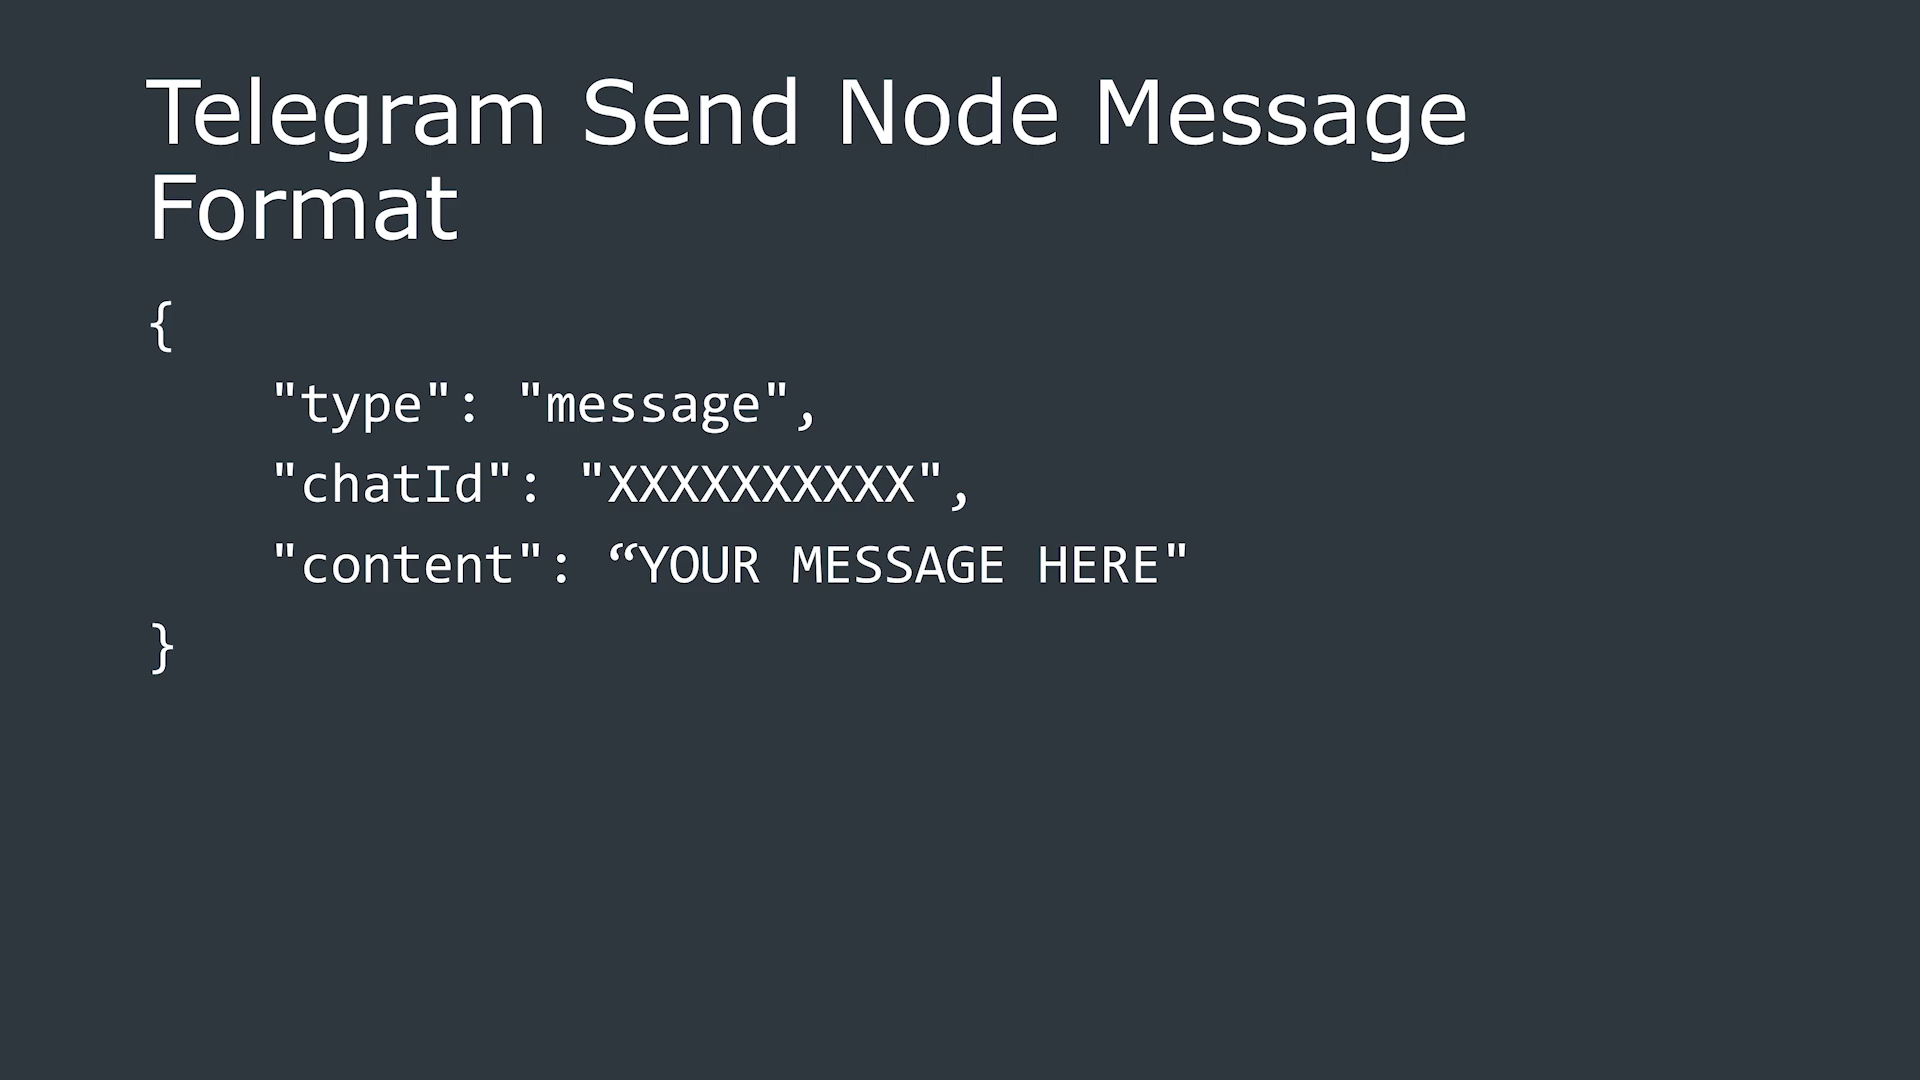 Telegram Send Node Message
Format
{
"type": "message",
"chatId": "XXXXXXXXXX",
"content": “YOUR MESSAGE HERE"
}